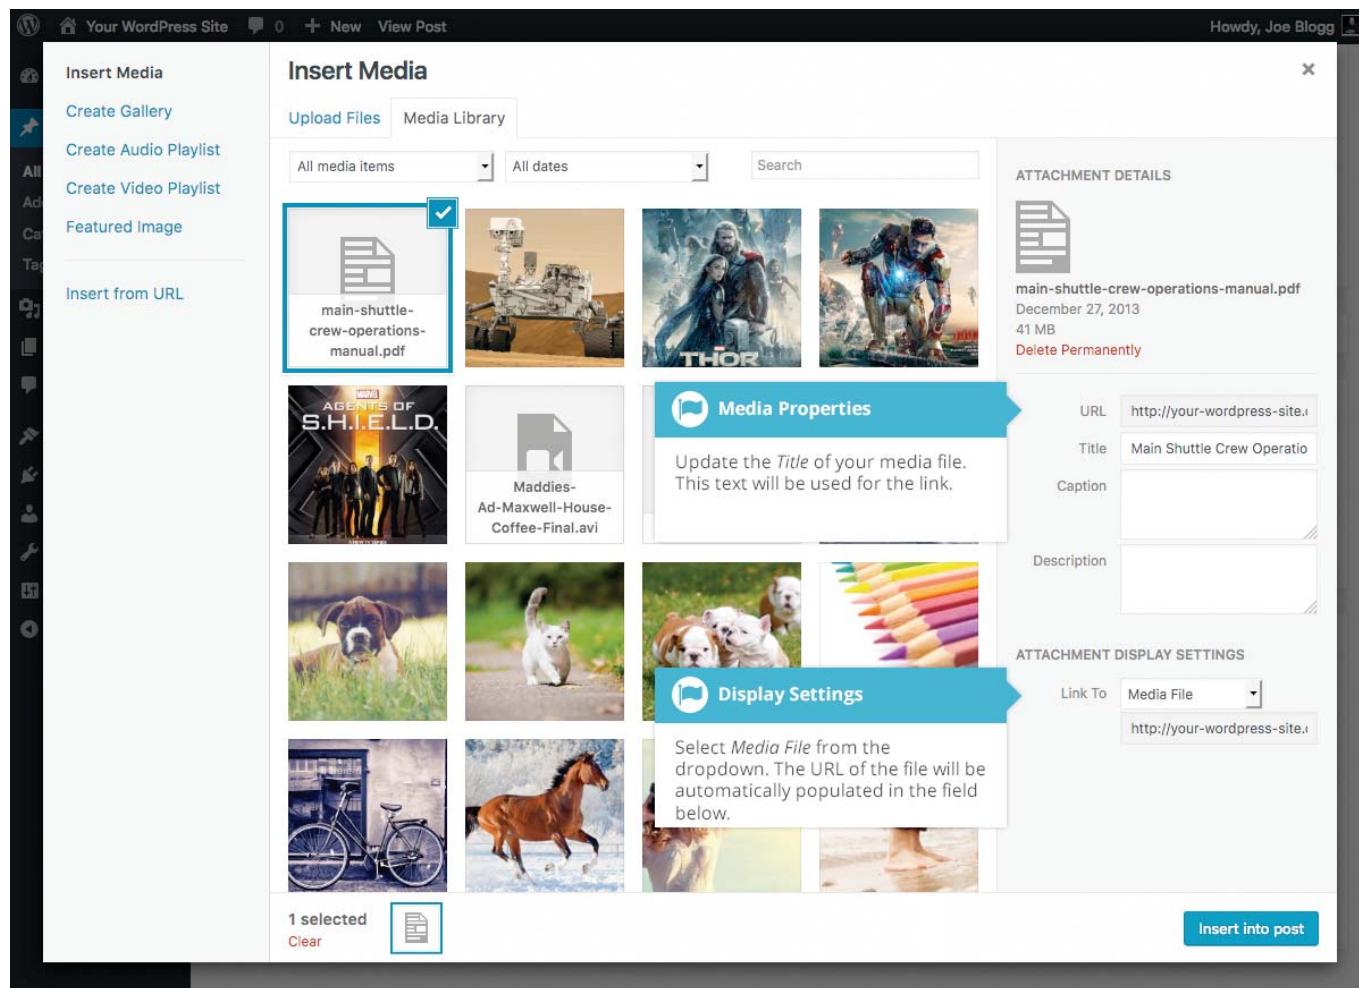 Your WordPress Site 0 + New View Post
Howdy, Joe Blogg
All
Ad
Ca
Tag
Insert Media
Create Gallery
Create Audio Playlist
Create Video Playlist
Featured Image
Insert from URL
Insert Media
×
Upload Files Media Library
All media items All dates Search
main-shuttle-
crew-operations-
manual.pdf
THOR
MARVEL
AGENTS OF
S.H.I.E.L.D.
Maddies-
Ad-Maxwell-House-
Coffee-Final.avi
Media Properties
Update the Title of your media file.
This text will be used for the link.
Display Settings
Select Media File from the
dropdown. The URL of the file will be
automatically populated in the field
below.
ATTACHMENT DETAILS
main-shuttle-crew-operations-manual.pdf
December 27, 2013
41 MB
Delete Permanently
URL http://your-wordpress-site.
Title Main Shuttle Crew Operatio
Caption
Description
ATTACHMENT DISPLAY SETTINGS
Link To Media File
http://your-wordpress-site.
1 selected
Clear
Insert into post